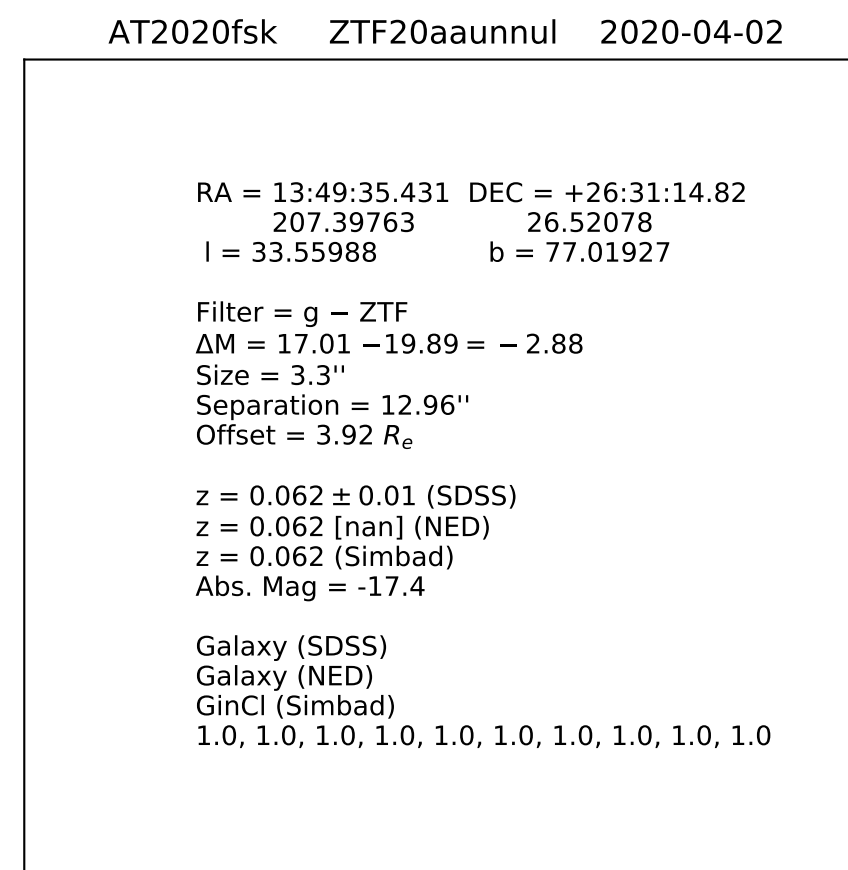 AT2020fsk ZTF20aaunnul 2020-04-02
RA = 13:49:35.431 DEC = +26:31:14.82
207.39763 26.52078
l = 33.55988 b = 77.01927
Filter = g − ZTF
ΔM = 17.01 −19.89 = − 2.88
Size = 3.3''
Separation = 12.96''
Offset = 3.92 Re
z = 0.062 ± 0.01 (SDSS)
z = 0.062 [nan] (NED)
z = 0.062 (Simbad)
Abs. Mag = -17.4
Galaxy (SDSS)
Galaxy (NED)
GinCl (Simbad)
1.0, 1.0, 1.0, 1.0, 1.0, 1.0, 1.0, 1.0, 1.0, 1.0